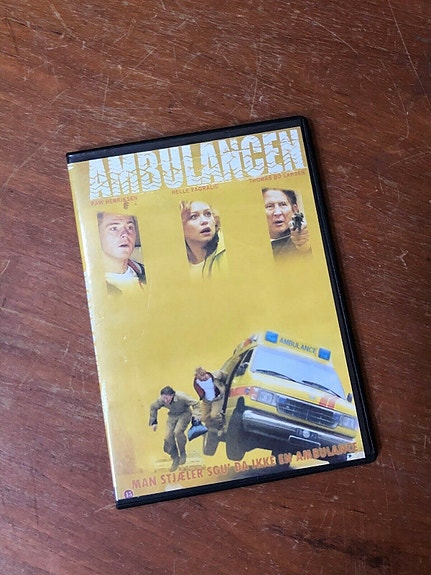 AMBULANCEN
PAW HENRIKSEN
HELLE FAGRALID
THOMAS BO LARSEN
AMBULANCE
MAN STJÆLER SGU' DA IKKE EN AMBULANCE